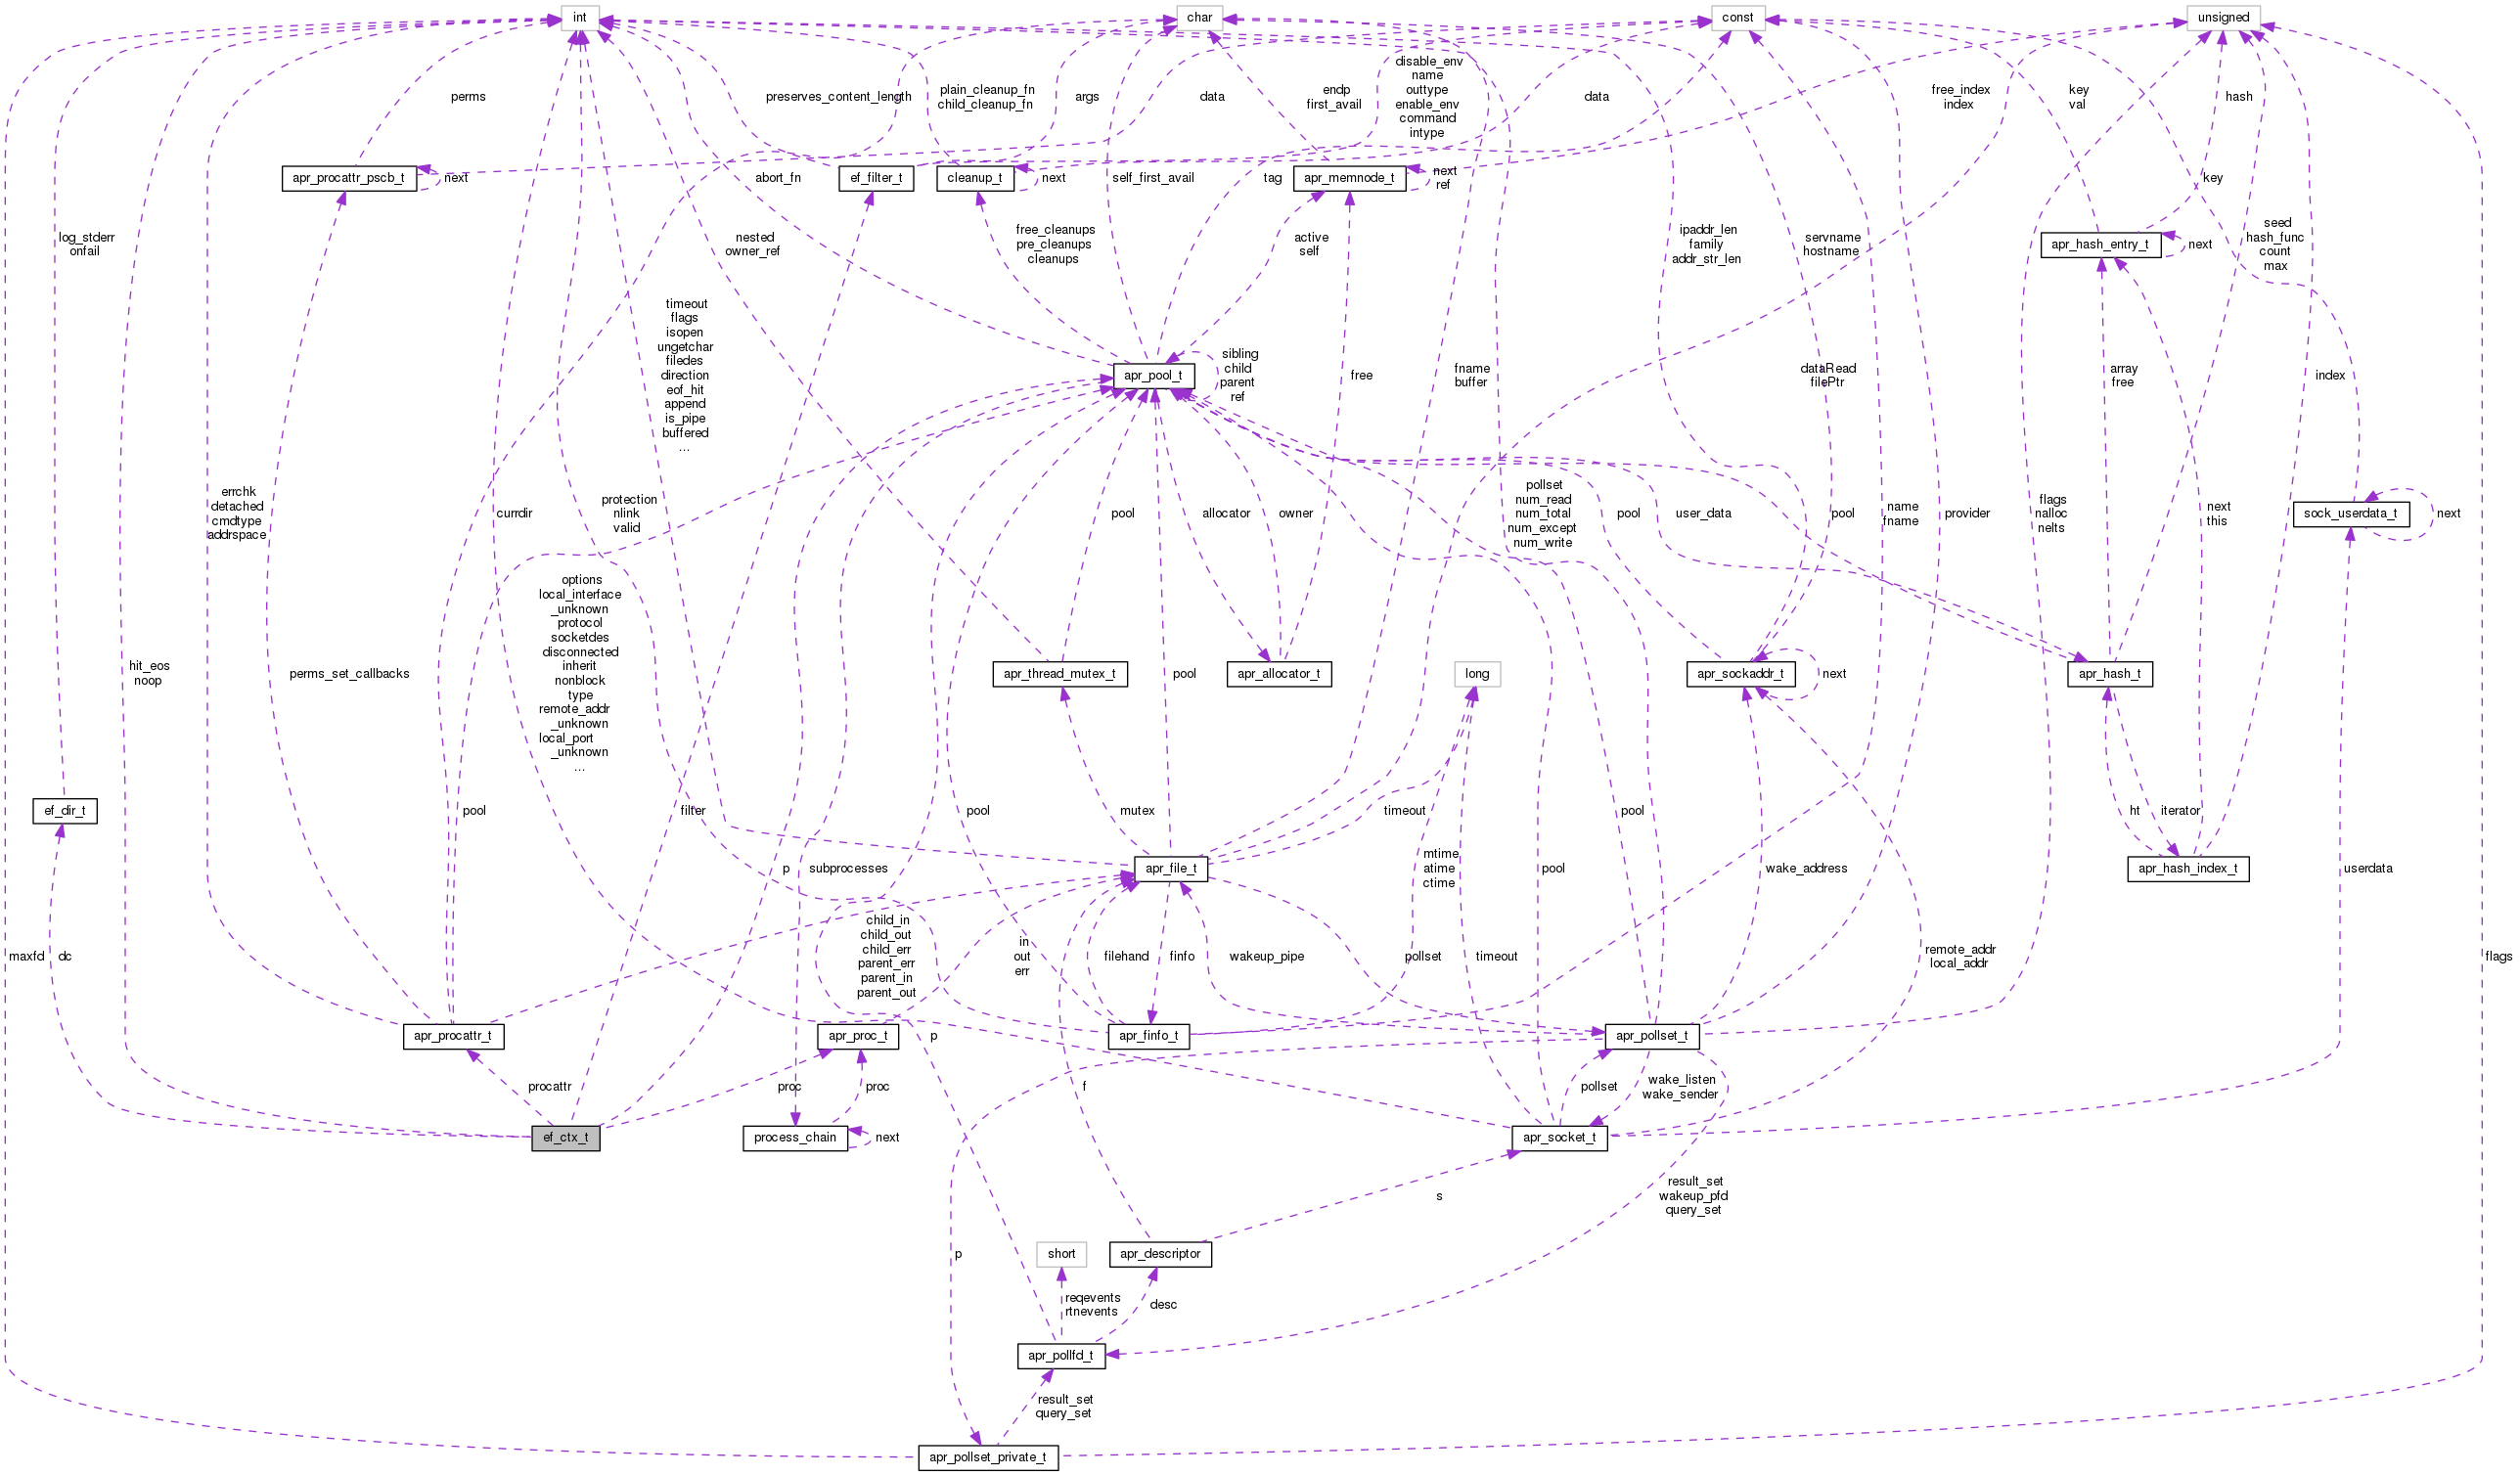 int
char
const
unsigned
disable_env
name
outtype
enable_env
command
intype
perms
preserves_content_length
plain_cleanup_fn
child_cleanup_fn
args
data
endp
first_avail
data
free_index
index
key
val
hash
apr_procattr_pscb_t
next
abort_fn
ef_filter_t
cleanup_t
next
self_first_avail
tag
apr_memnode_t
next
ref
key
log_stderr
onfail
nested
owner_ref
free_cleanups
pre_cleanups
cleanups
active
self
ipaddr_len
family
addr_str_len
servname
hostname
apr_hash_entry_t
next
seed
hash_func
count
max
timeout
flags
isopen
ungetchar
filedes
direction
eof_hit
append
is_pipe
buffered
...
apr_pool_t
sibling
child
parent
ref
free
fname
buffer
dataRead
filePtr
array
free
index
errchk
detached
cmdtype
addrspace
currdir
protection
nlink
valid
pool
allocator
owner
pollset
num_read
num_total
num_except
num_write
pool
user_data
pool
name
fname
provider
flags
nalloc
nelts
next
this
sock_userdata_t
next
options
local_interface
_unknown
protocol
socketdes
disconnected
inherit
nonblock
type
remote_addr
_unknown
local_port
_unknown
...
hit_eos
noop
perms_set_callbacks
apr_thread_mutex_t
pool
apr_allocator_t
long
apr_sockaddr_t
next
apr_hash_t
ef_dir_t
pool
filter
pool
mutex
timeout
pool
ht
iterator
maxfd
dc
p
subprocesses
apr_file_t
mtime
atime
ctime
pool
wake_address
apr_hash_index_t
userdata
child_in
child_out
child_err
parent_err
parent_in
parent_out
in
out
err
filehand
finfo
wakeup_pipe
pollset
timeout
remote_addr
local_addr
flags
apr_procattr_t
apr_proc_t
p
apr_finfo_t
apr_pollset_t
procattr
proc
proc
f
pollset
wake_listen
wake_sender
ef_ctx_t
process_chain
next
apr_socket_t
s
result_set
wakeup_pfd
query_set
p
short
apr_descriptor
reqevents
rtnevents
desc
apr_pollfd_t
result_set
query_set
apr_pollset_private_t